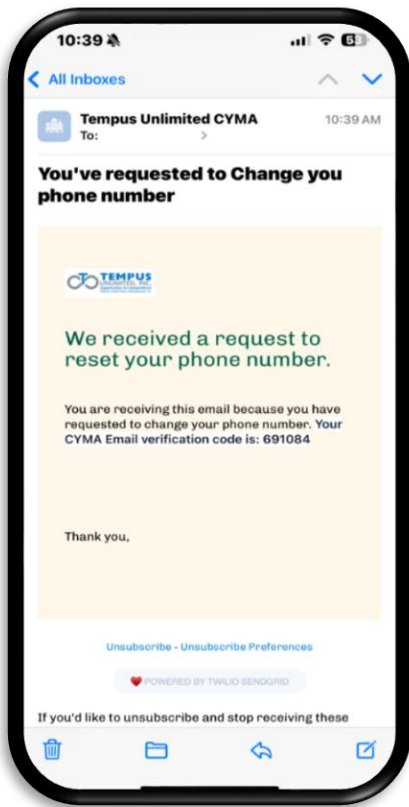 10:39
53
All Inboxes
Tempus Unlimited CYMA
10:39 AM
To:
You've requested to Change you
phone number
TEMPUS
UNLIMITED, INC.
We received a request to
reset your phone number.
You are receiving this email because you have
requested to change your phone number. Your
CYMA Email verification code is: 691084
Thank you,
Unsubscribe - Unsubscribe Preferences
POWERED BY TWILIO SENDGRID
If you'd like to unsubscribe and stop receiving these